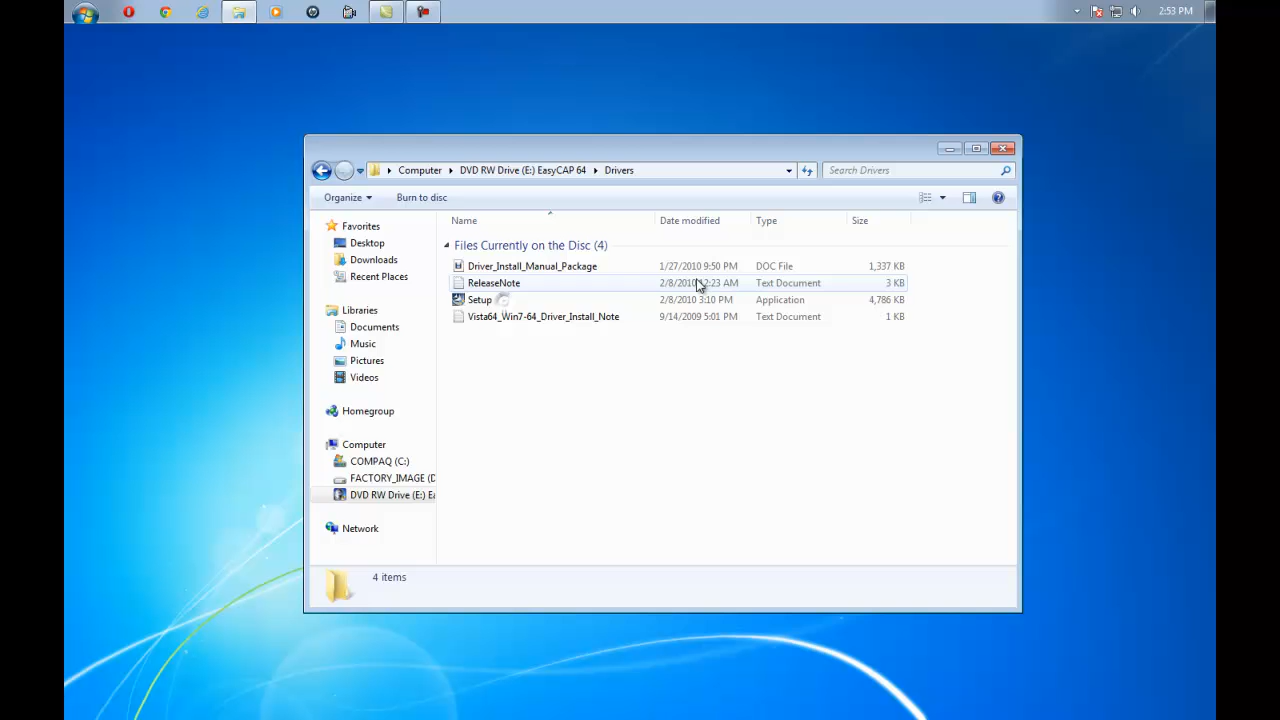 2:53 PM
Computer
DVD RW Drive (E:) EasyCAP 64
Drivers
Search Drivers
Organize
Burn to disc
Name
Date modified
Type
Size
Files Currently on the Disc (4)
Driver_Install_Manual_Package 1/27/2010 9:50 PM DOC File 1,337 KB
ReleaseNote 2/8/2010 12:23 AM Text Document 3 KB
Setup 2/8/2010 3:10 PM Application 4,786 KB
Vista64_Win7-64_Driver_Install_Note 9/14/2009 5:01 PM Text Document 1 KB
Favorites
Desktop
Downloads
Recent Places
Libraries
Documents
Music
Pictures
Videos
Homegroup
Computer
COMPAQ (C:)
FACTORY_IMAGE (D
DVD RW Drive (E:) Ea
Network
4 items